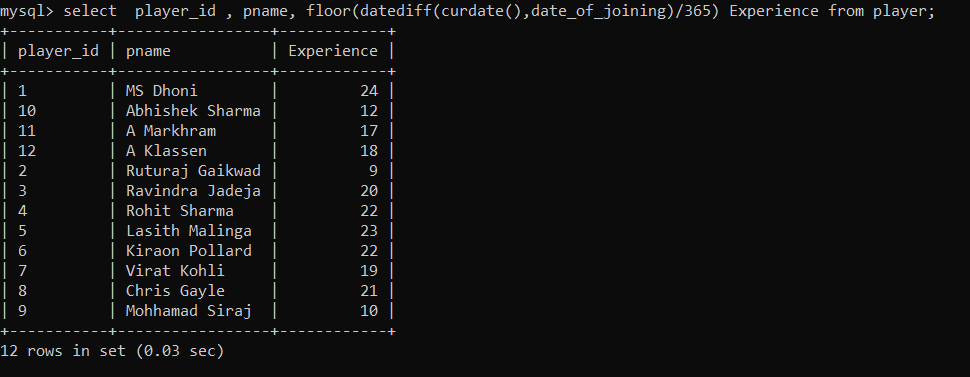 mysql> select  player_id , pname, floor(datediff(curdate(),date_of_joining)/365) Experience from player;
+-----------+-----------------+------------+
| player_id | pname           | Experience |
+-----------+-----------------+------------+
| 1         | MS Dhoni        |         24 |
| 10        | Abhishek Sharma |         12 |
| 11        | A Markhram      |         17 |
| 12        | A Klassen       |         18 |
| 2         | Ruturaj Gaikwad |          9 |
| 3         | Ravindra Jadeja |         20 |
| 4         | Rohit Sharma    |         22 |
| 5         | Lasith Malinga  |         23 |
| 6         | Kiraon Pollard  |         22 |
| 7         | Virat Kohli     |         19 |
| 8         | Chris Gayle     |         21 |
| 9         | Mohhamad Siraj  |         10 |
+-----------+-----------------+------------+
12 rows in set (0.03 sec)